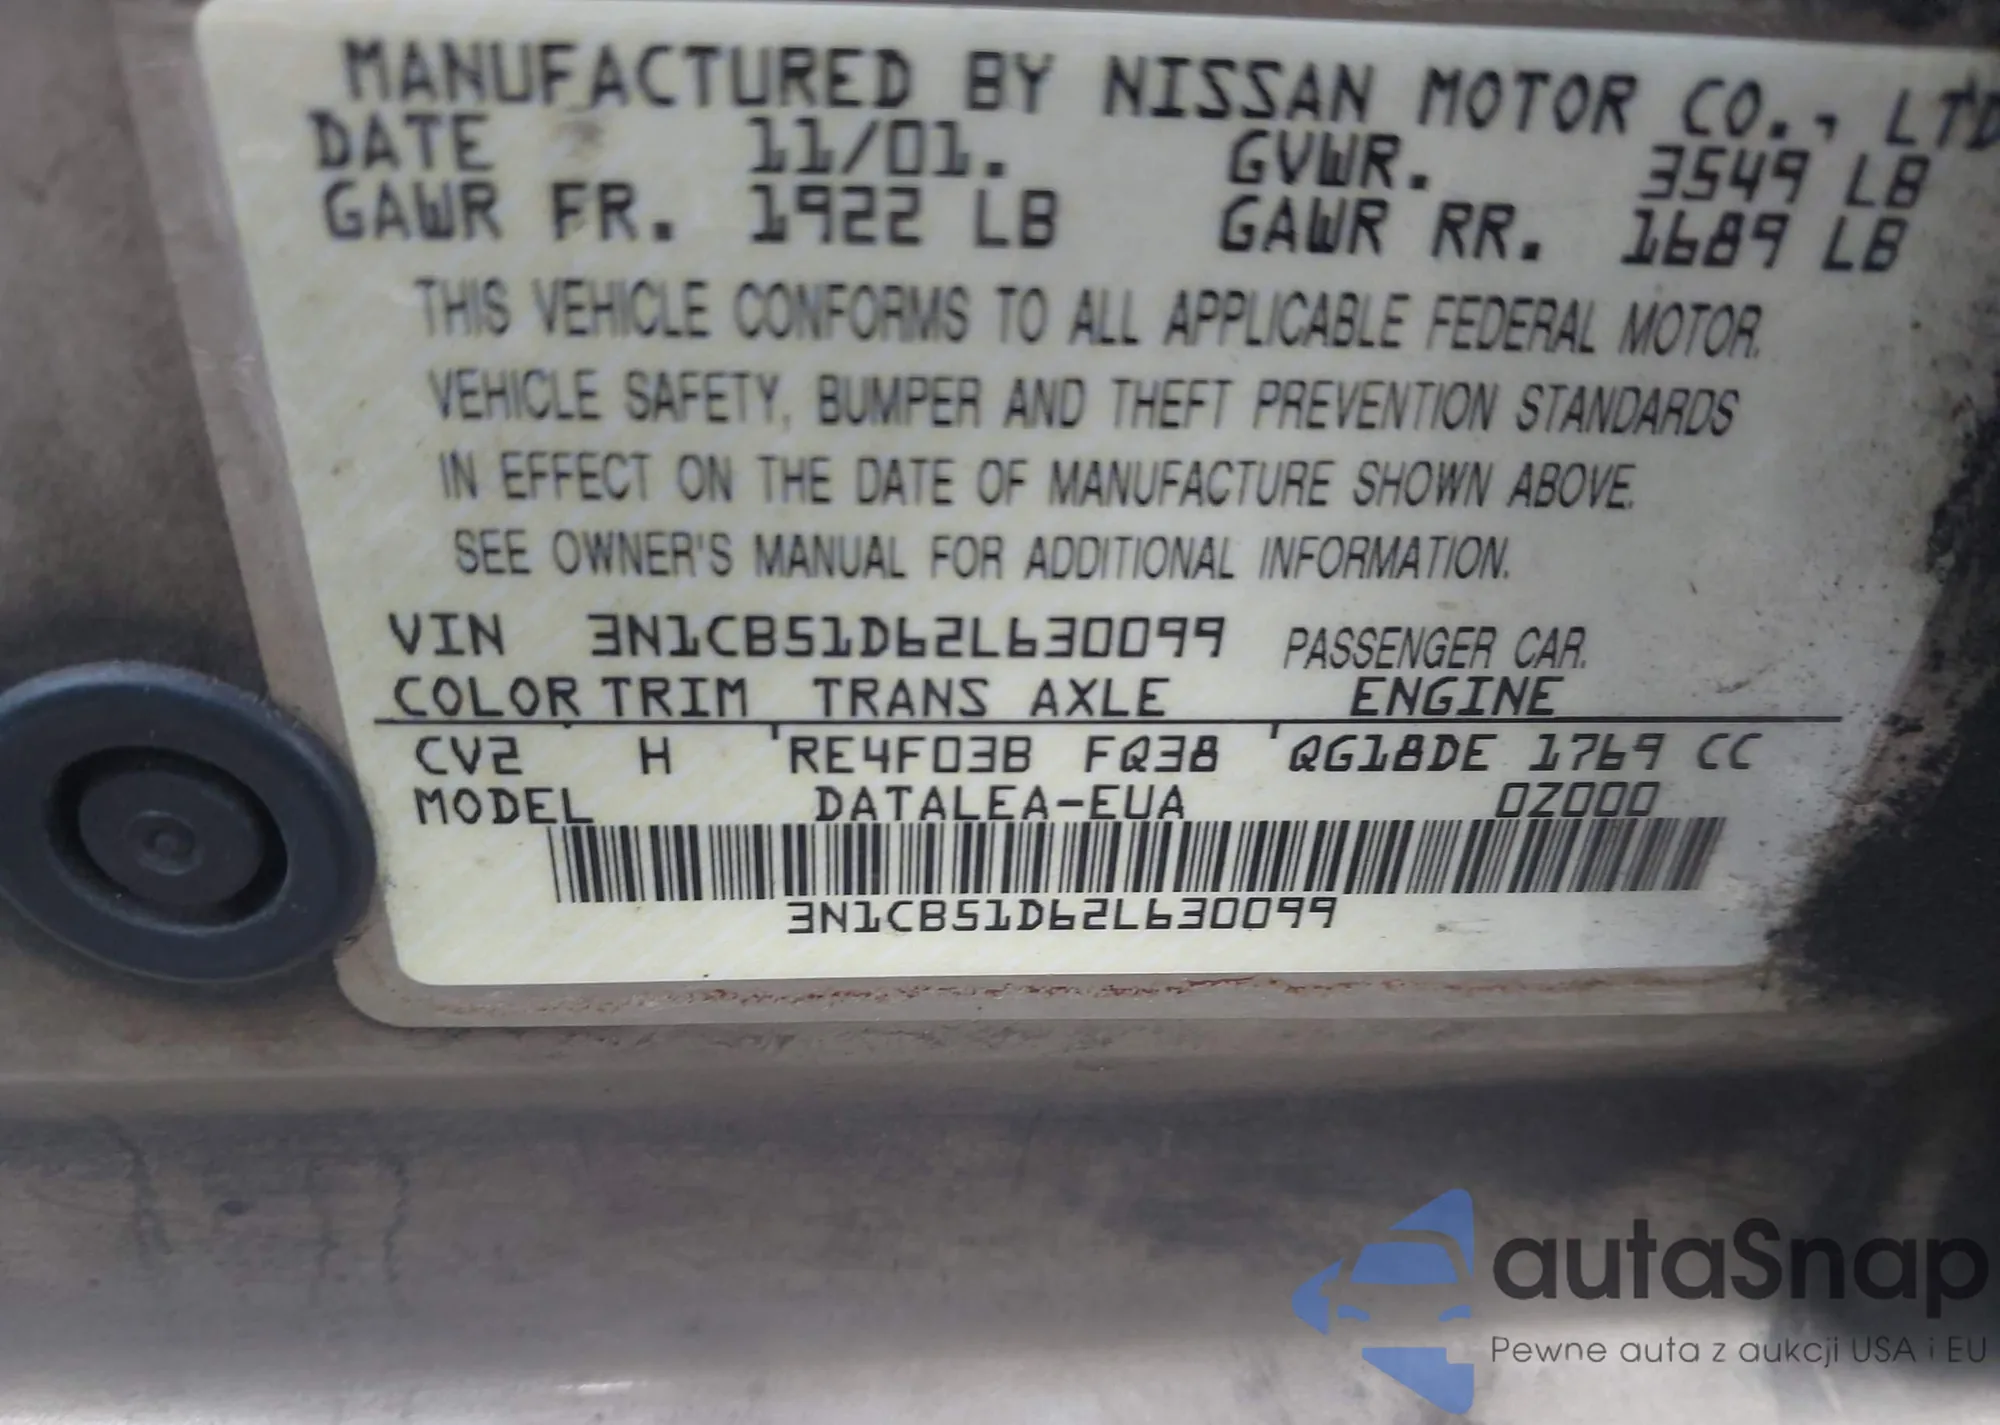 MANUFACTURED BY NISSAN MOTOR CO., LTD
DATE 11/01. GVWR. 3549 LB
GAWR FR. 1922 LB GAWR RR. 1689 LB
THIS VEHICLE CONFORMS TO ALL APPLICABLE FEDERAL MOTOR
VEHICLE SAFETY, BUMPER AND THEFT PREVENTION STANDARDS
IN EFFECT ON THE DATE OF MANUFACTURE SHOWN ABOVE.
SEE OWNER'S MANUAL FOR ADDITIONAL INFORMATION.
VIN 3N1CB51D62L630099 PASSENGER CAR.
COLOR TRIM TRANS AXLE ENGINE
CV2 H RE4F03B FQ38 QG18DE 1769 CC
MODEL DATALEA-EUA 0Z000
3N1CB51D62L630099
autaSnap
Pewne auta z aukcji USA i EU